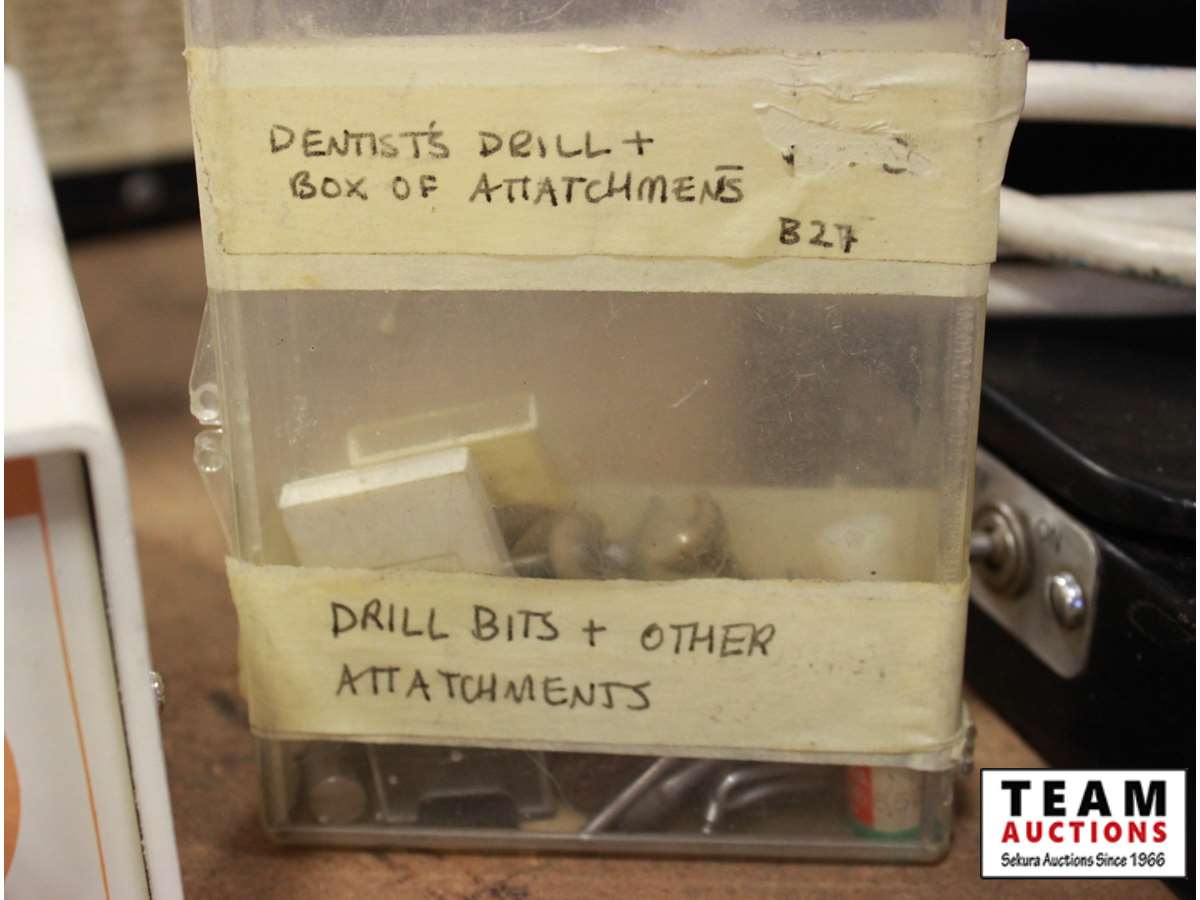 DENTIST'S DRILL +
BOX OF ATTATCHMENS
B27
ON
DRILL BITS + OTHER
ATTATCHMENTS
TEAM
AUCTIONS
Sekura Auctions Since 1966